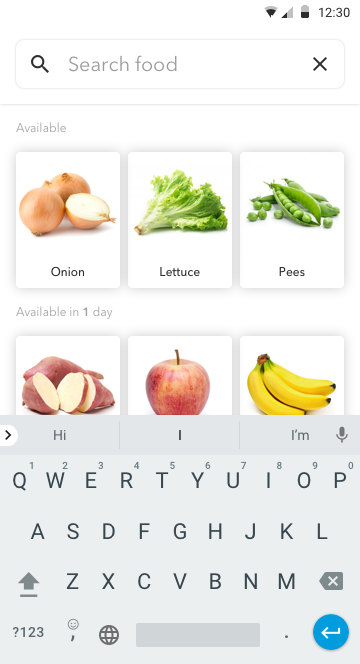 12:30
Search food
Available
Onion Lettuce Pees
Available in 1 day
Hi I I'm
1 2 3 4 5 6 7 8 9 0
Q W E R T Y U I O P
A S D F G H J K L
Z X C V B N M
?123 , .